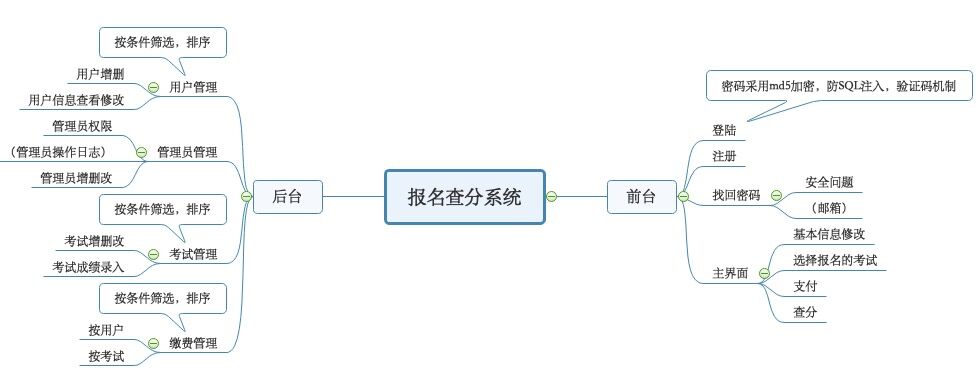 报名查分系统
后台
按条件筛选，排序
用户管理
用户增删
用户信息查看修改
管理员管理
管理员权限
（管理员操作日志）
管理员增删改
按条件筛选，排序
考试管理
考试增删改
考试成绩录入
按条件筛选，排序
缴费管理
按用户
按考试
前台
密码采用md5加密，防SQL注入，验证码机制
登陆
注册
找回密码
安全问题
（邮箱）
主界面
基本信息修改
选择报名的考试
支付
查分